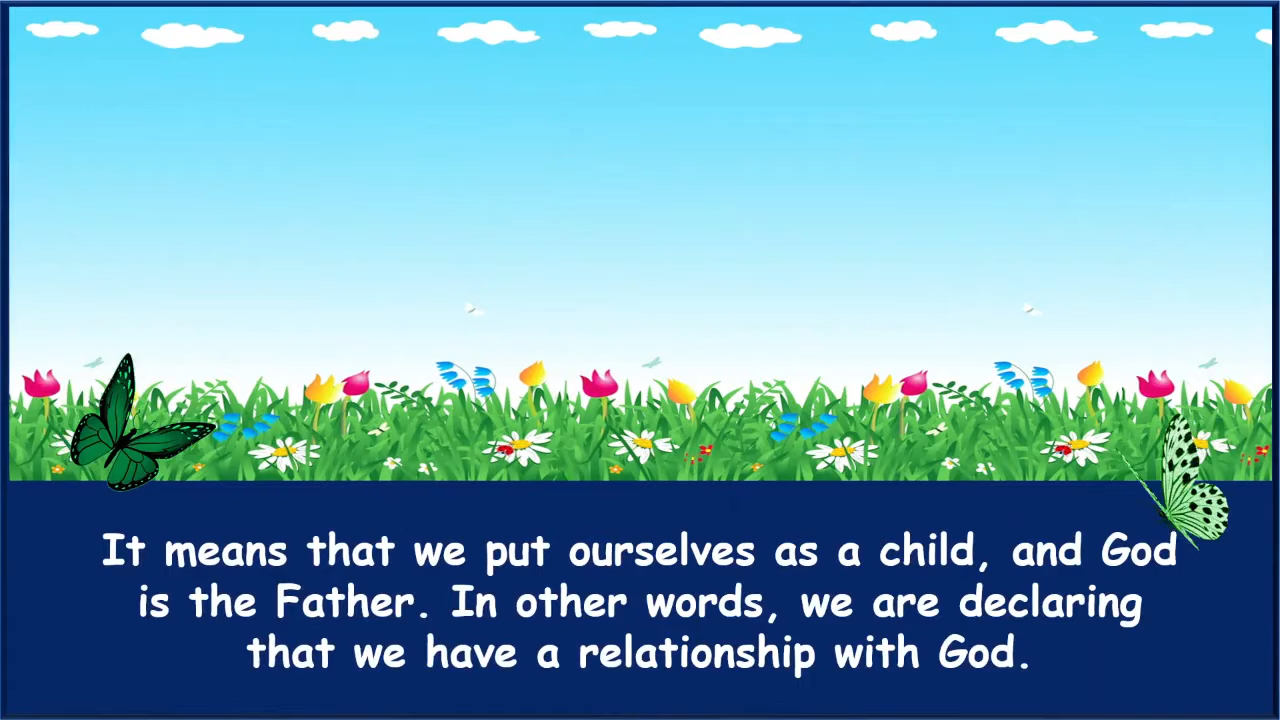 It means that we put ourselves as a child, and God
is the Father. In other words, we are declaring
that we have a relationship with God.